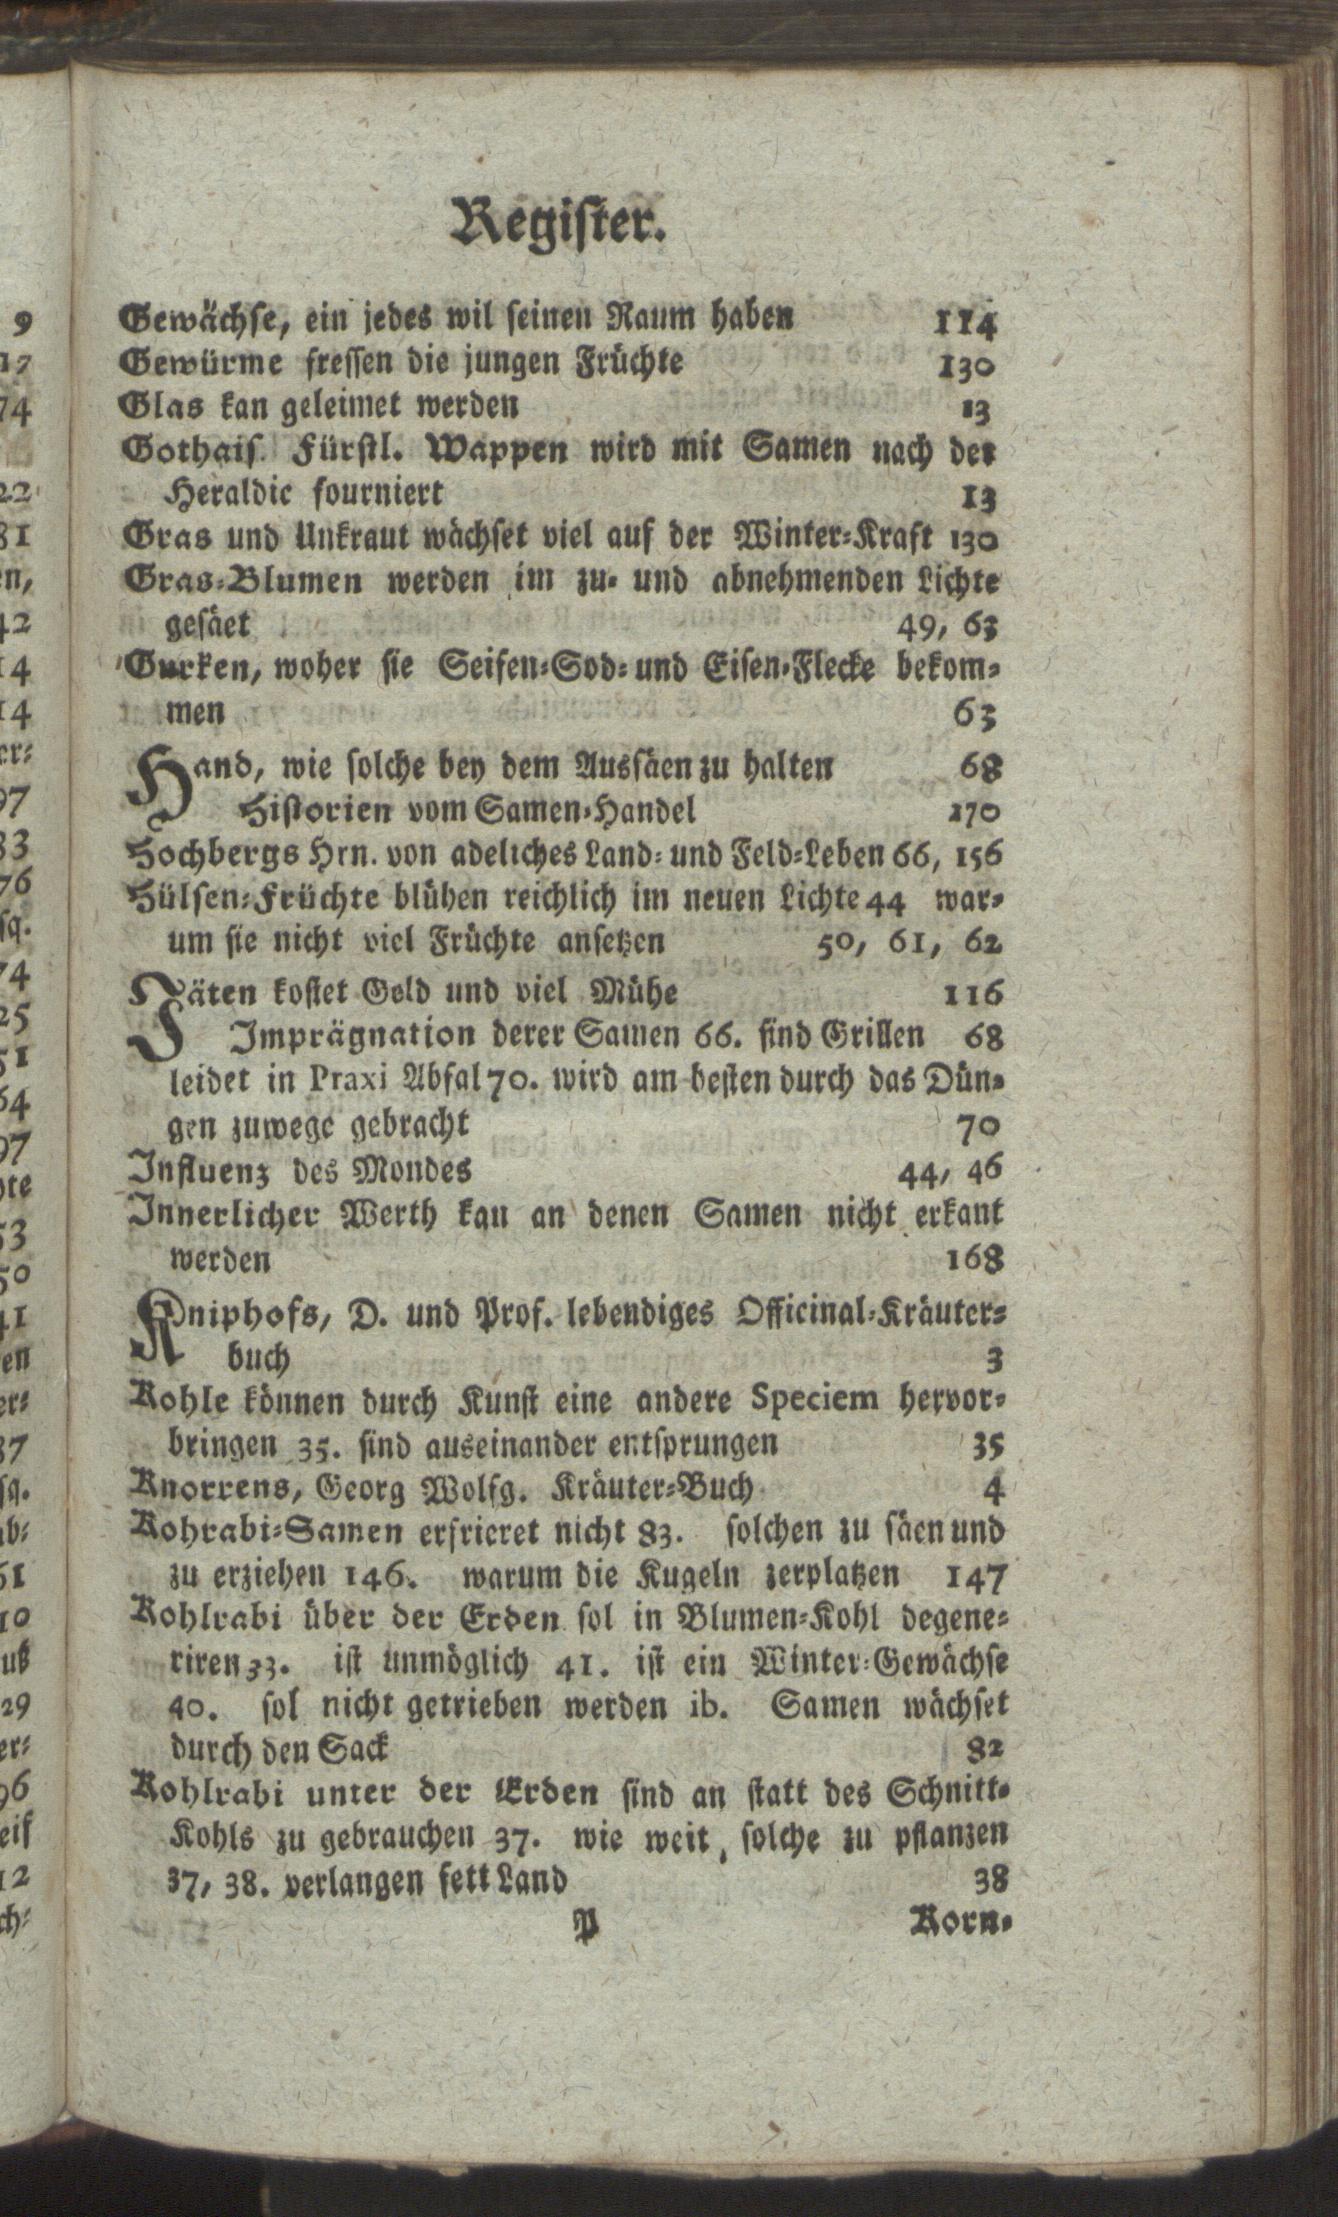 Register.
Gewächse, ein jedes wil seinen Raum haben 114
Gewürme fressen die jungen Früchte 130
Glas kan geleimet werden 13
Gothais. Fürstl. Wappen wird mit Samen nach der
Heraldic fourniert 13
Gras und Unkraut wächset viel auf der Winter-Kraft 130
Gras-Blumen werden im zu- und abnehmenden Lichte
gesäet 49, 63
Gurken, woher sie Seifen-Sod- und Eisen-Flecke bekom-
men 63
Hand, wie solche bey dem Aussäen zu halten 68
Historien vom Samen-Handel 170
Hochbergs Hrn. von adeliches Land- und Feld-Leben 66, 156
Hülsen-Früchte blühen reichlich im neuen Lichte 44 war-
um sie nicht viel Früchte ansetzen 50, 61, 62
Jäten kostet Geld und viel Mühe 116
Imprägnation derer Samen 66. sind Grillen 68
leidet in Praxi Abfal 70. wird am besten durch das Dün-
gen zuwege gebracht 70
Influenz des Mondes 44, 46
Innerlicher Werth kan an denen Samen nicht erkant
werden 168
Kniphofs, D. und Prof. lebendiges Officinal-Kräuter-
buch 3
Kohle können durch Kunst eine andere Speciem hervor-
bringen 35. sind auseinander entsprungen 35
Knorrens, Georg Wolfg. Kräuter-Buch 4
Kohrabi-Samen erfrieret nicht 83. solchen zu säen und
zu erziehen 146. warum die Kugeln zerplatzen 147
Kohlrabi über der Erden sol in Blumen-Kohl degene-
riren 33. ist unmöglich 41. ist ein Winter-Gewächse
40. sol nicht getrieben werden ib. Samen wächset
durch den Sack 82
Kohlrabi unter der Erden sind an statt des Schnitt-
Kohls zu gebrauchen 37. wie weit, solche zu pflanzen
37, 38. verlangen fett Land 38
P Korn-